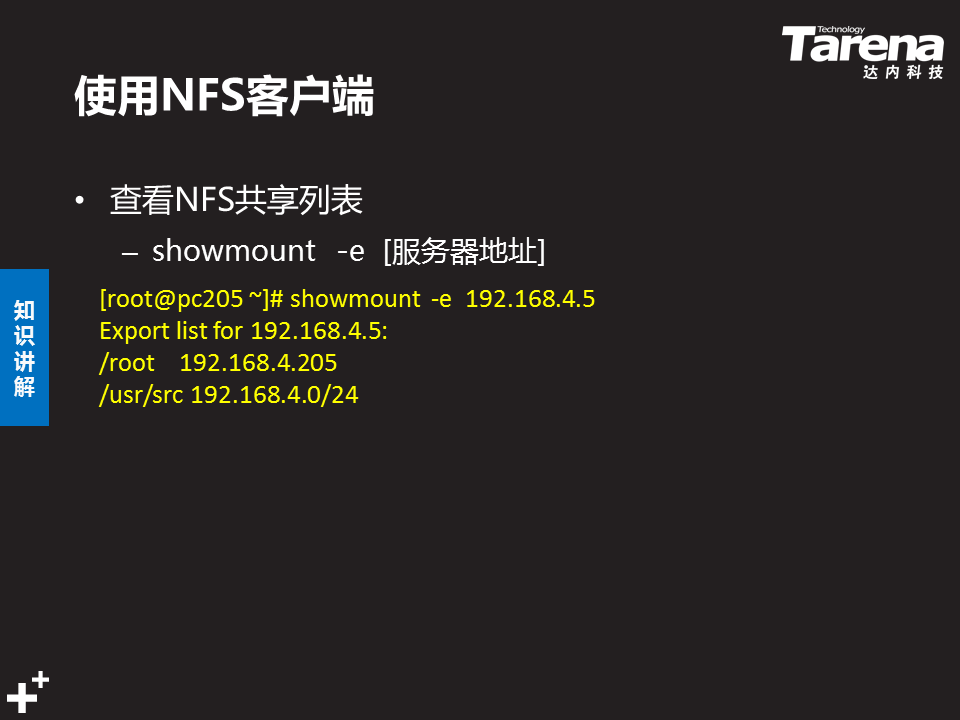 Technology
Tarena
达内科技
使用NFS客户端
• 查看NFS共享列表
– showmount -e [服务器地址]
知识讲解
[root@pc205 ~]# showmount -e 192.168.4.5
Export list for 192.168.4.5:
/root 192.168.4.205
/usr/src 192.168.4.0/24